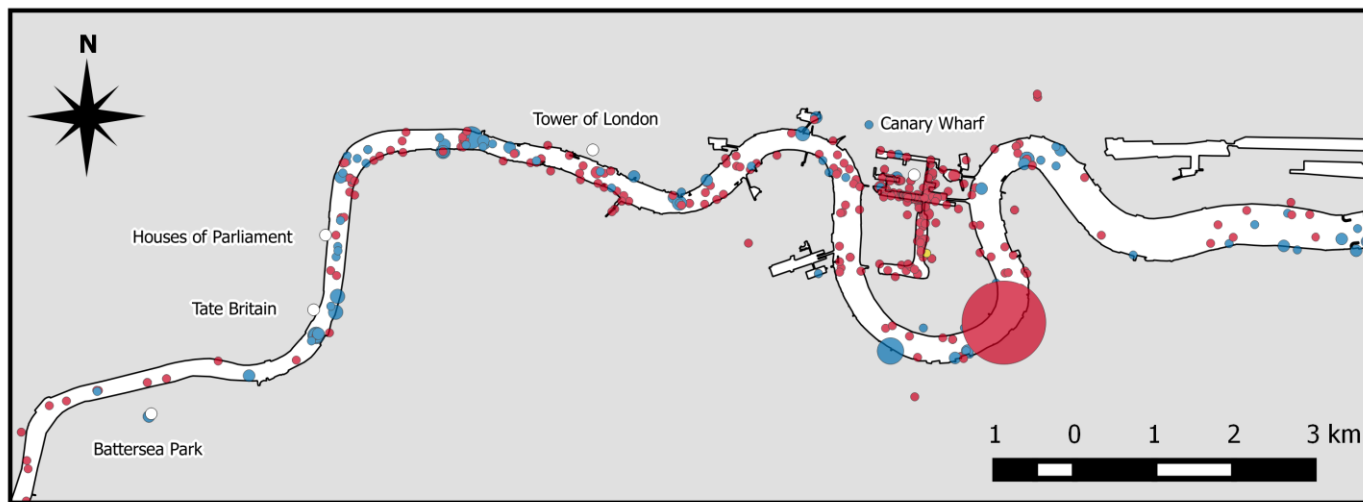 N
Tower of London
Canary Wharf
Houses of Parliament
Tate Britain
Battersea Park
1 0 1 2 3 km